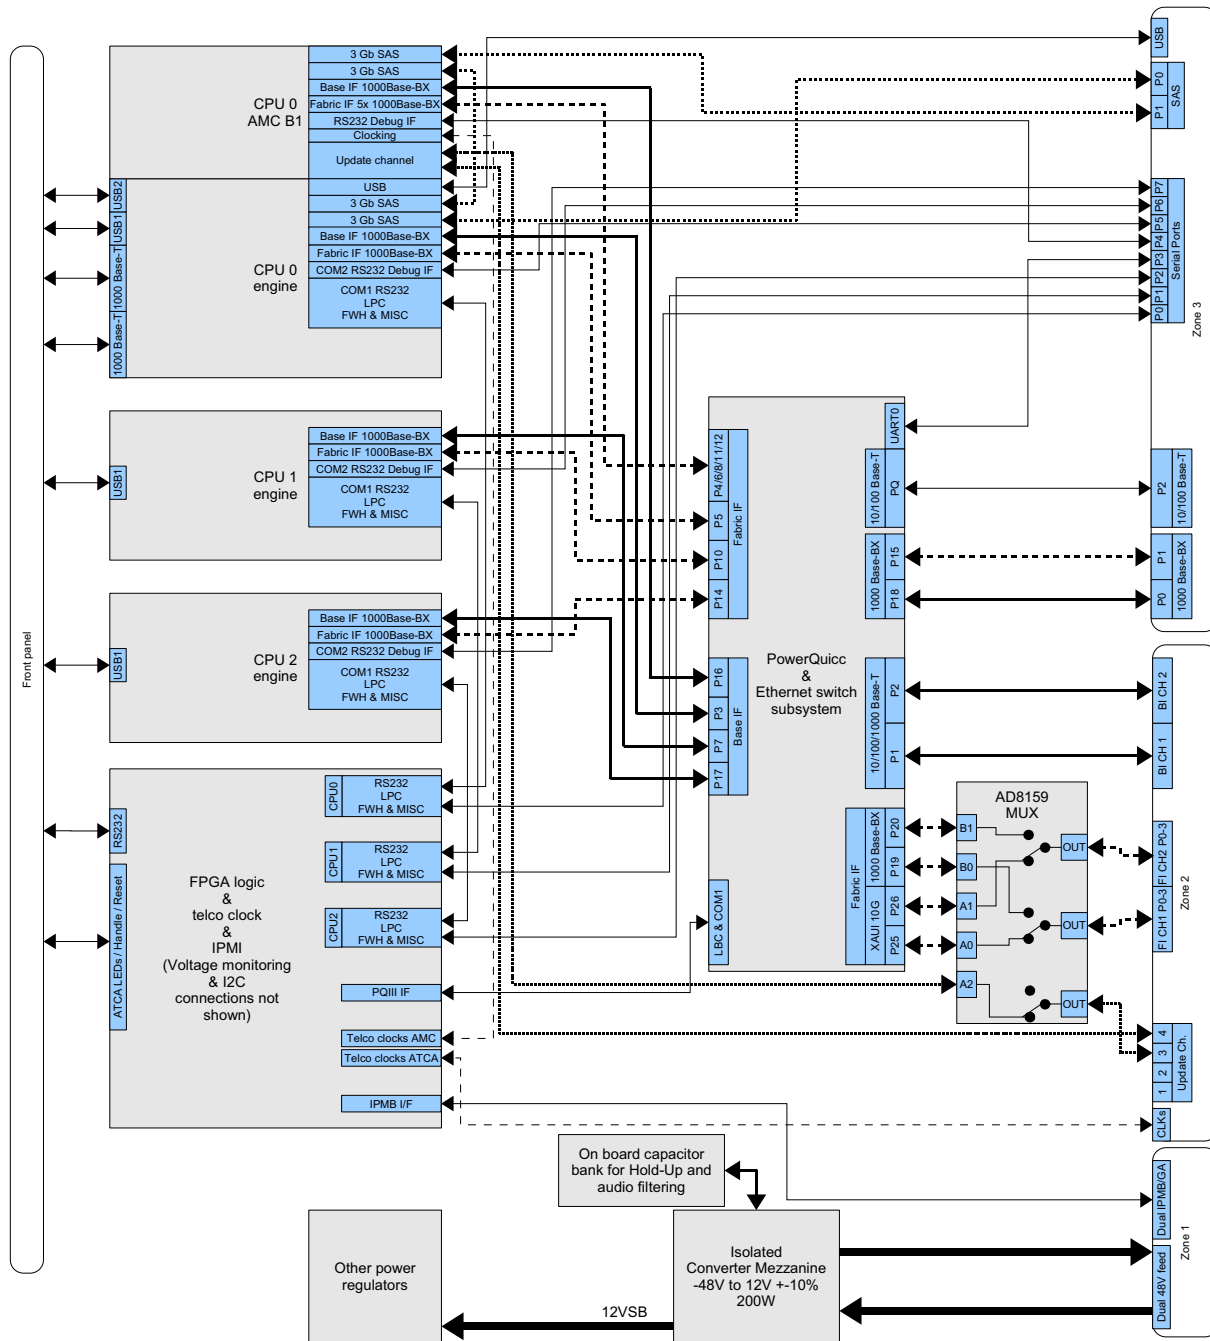 Front panel
CPU 0
AMC B1
3 Gb SAS
3 Gb SAS
Base IF 1000Base-BX
Fabric IF 5x 1000Base-BX
RS232 Debug IF
Clocking
Update channel
USB2
USB1
1000 Base-T
1000 Base-T
CPU 0
engine
USB
3 Gb SAS
3 Gb SAS
Base IF 1000Base-BX
Fabric IF 1000Base-BX
COM2 RS232 Debug IF
COM1 RS232
LPC
FWH & MISC
USB1
CPU 1
engine
Base IF 1000Base-BX
Fabric IF 1000Base-BX
COM2 RS232 Debug IF
COM1 RS232
LPC
FWH & MISC
USB1
CPU 2
engine
Base IF 1000Base-BX
Fabric IF 1000Base-BX
COM2 RS232 Debug IF
COM1 RS232
LPC
FWH & MISC
RS232
ATCA LEDs / Handle / Reset
FPGA logic
&
telco clock
&
IPMI
(Voltage monitoring
& I2C
connections not
shown)
CPU0
RS232
LPC
FWH & MISC
CPU1
RS232
LPC
FWH & MISC
CPU2
RS232
LPC
FWH & MISC
PQIII IF
Telco clocks AMC
Telco clocks ATCA
IPMB I/F
PowerQuicc
&
Ethernet switch
subsystem
P4/6/8/11/12
P5
P10
P14
Fabric IF
P16
P3
P7
P17
Base IF
LBC & COM1
UART0
10/100 Base-T
PQ
1000 Base-BX
P15
P18
10/100/1000 Base-T
P2
P1
Fabric IF
1000 Base-BX
XAUI 10G
P20
P19
P26
P25
AD8159
MUX
B1
B0
A1
A0
A2
OUT
OUT
OUT
USB
P0
P1
SAS
P7
P6
P5
P4
P3
P2
P1
P0
Serial Ports
Zone 3
P2
10/100 Base-T
P1
P0
1000 Base-BX
BI CH 2
BI CH 1
FI CH2 P0-3
FI CH1 P0-3
Zone 2
4
3
2
1
Update Ch.
CLKs
Dual IPMB/GA
Dual 48V feed
Zone 1
On board capacitor
bank for Hold-Up and
audio filtering
Other power
regulators
12VSB
Isolated
Converter Mezzanine
-48V to 12V +-10%
200W